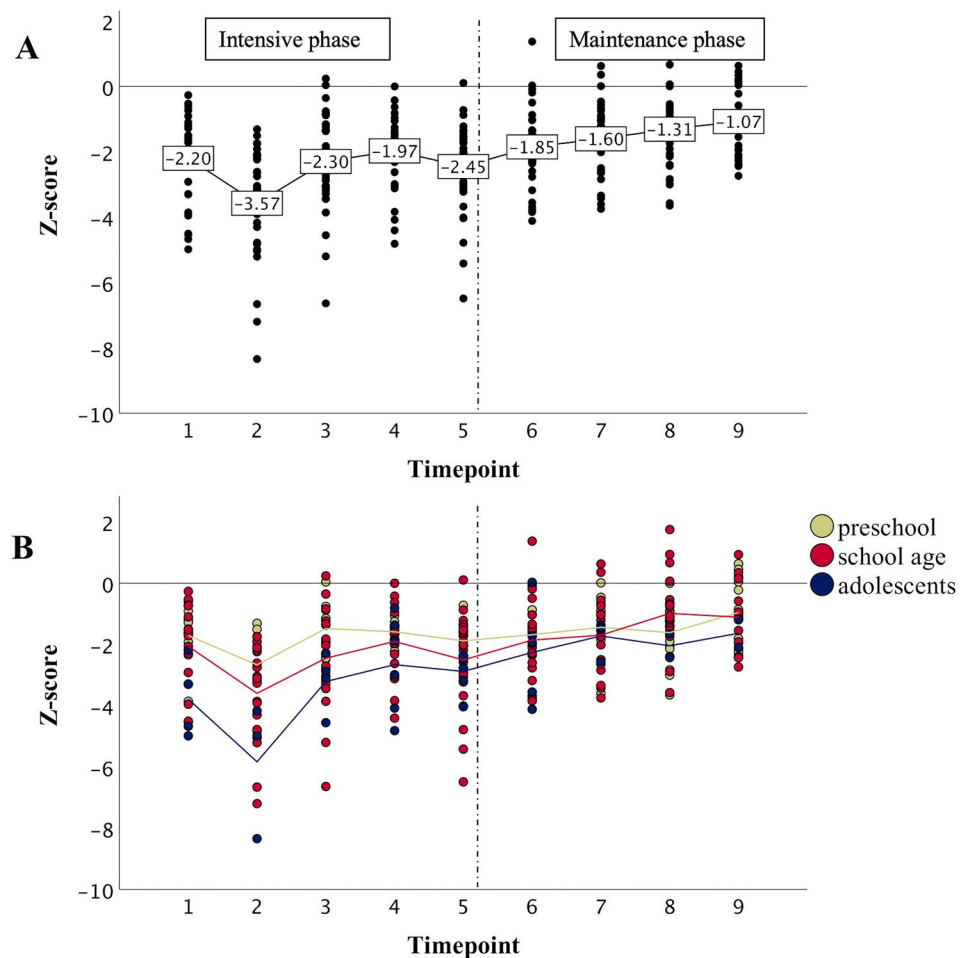 A
Intensive phase
Maintenance phase
Z-score
2
0
−2
−4
−6
−8
−10
−2.20
−3.57
−2.30
−1.97
−2.45
−1.85
−1.60
−1.31
−1.07
1 2 3 4 5 6 7 8 9
Timepoint
B
Z-score
2
0
−2
−4
−6
−8
−10
preschool
school age
adolescents
1 2 3 4 5 6 7 8 9
Timepoint